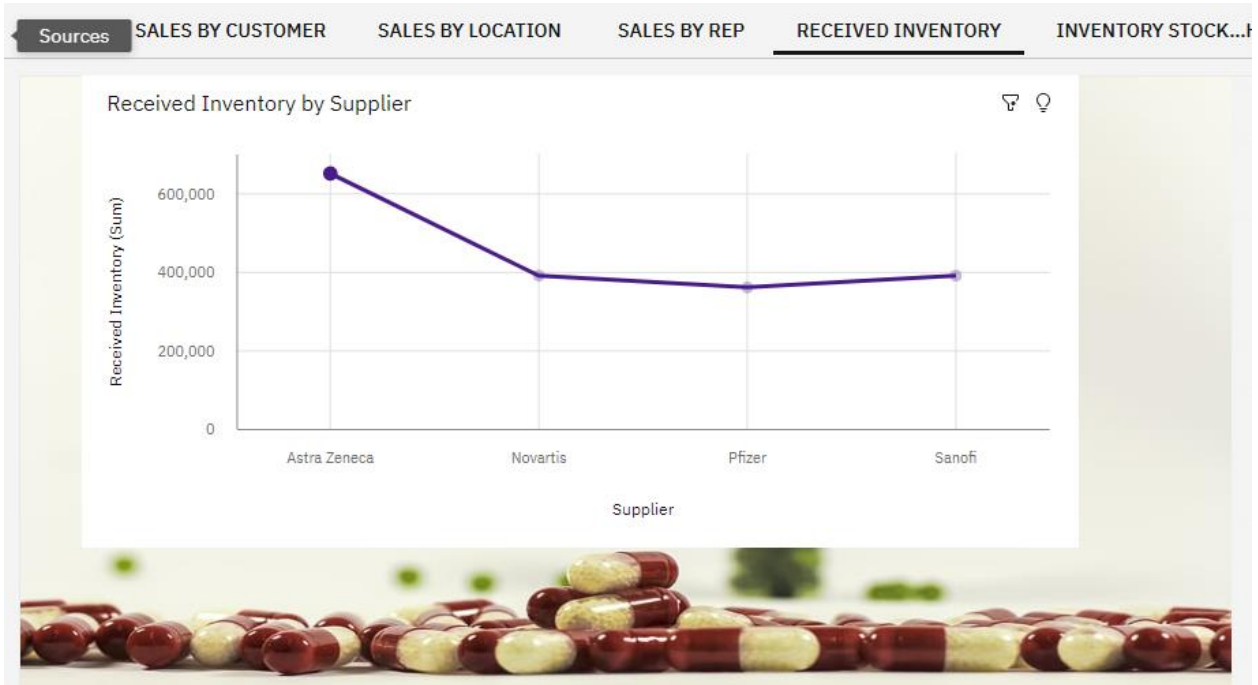 Sources
SALES BY CUSTOMER
SALES BY LOCATION
SALES BY REP
RECEIVED INVENTORY
INVENTORY STOCK...H
Received Inventory by Supplier
Received Inventory (Sum)
600,000
400,000
200,000
0
Astra Zeneca
Novartis
Pfizer
Sanofi
Supplier